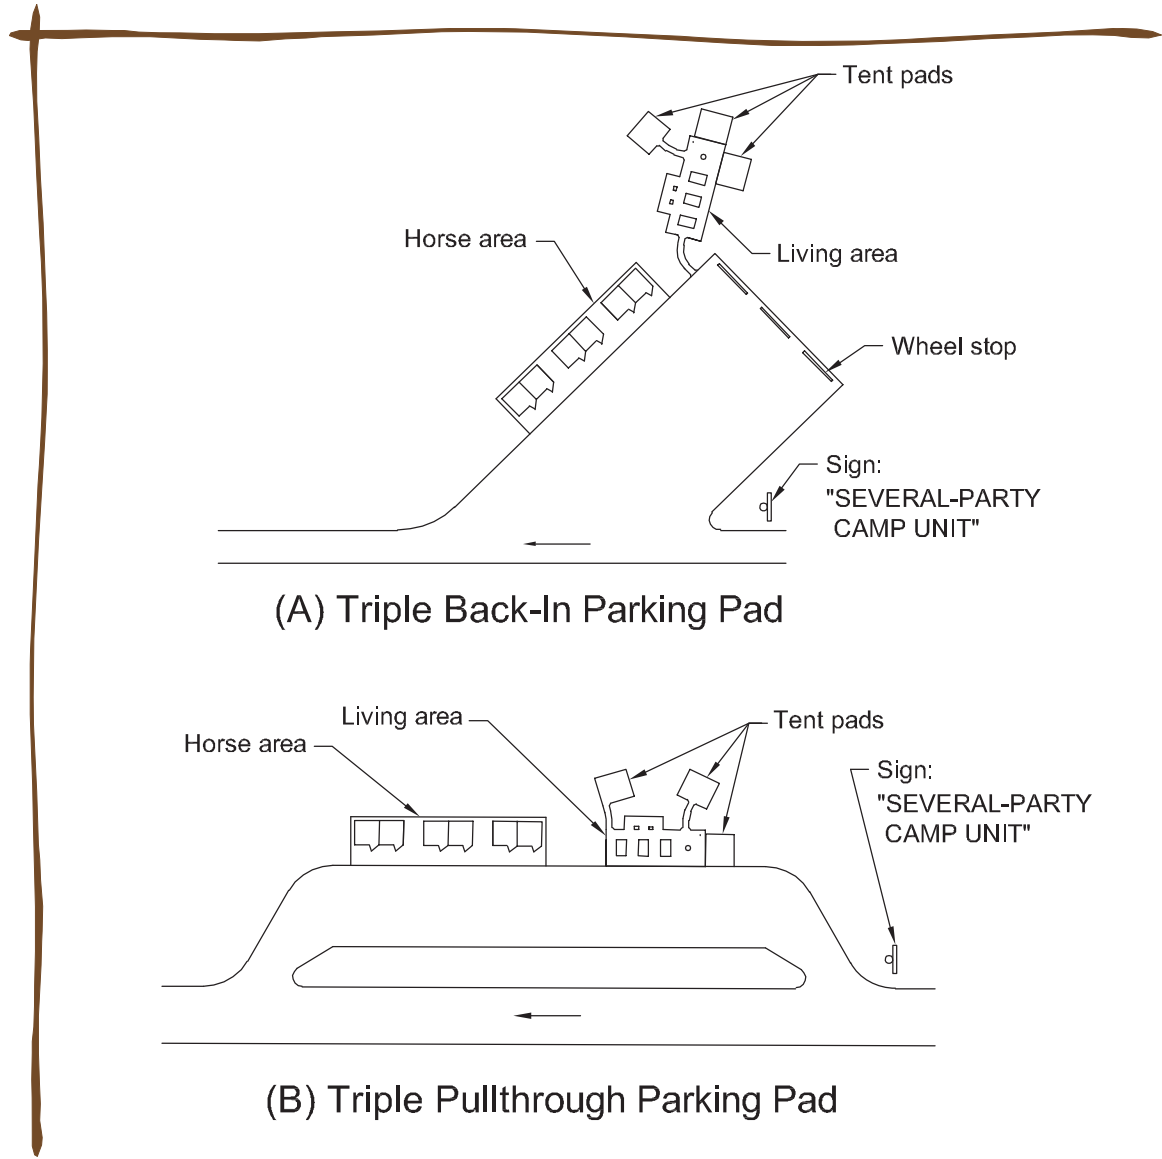 Tent pads
Horse area
Living area
Wheel stop
Sign:
"SEVERAL-PARTY
CAMP UNIT"
(A) Triple Back-In Parking Pad
Living area
Tent pads
Horse area
Sign:
"SEVERAL-PARTY
CAMP UNIT"
(B) Triple Pullthrough Parking Pad